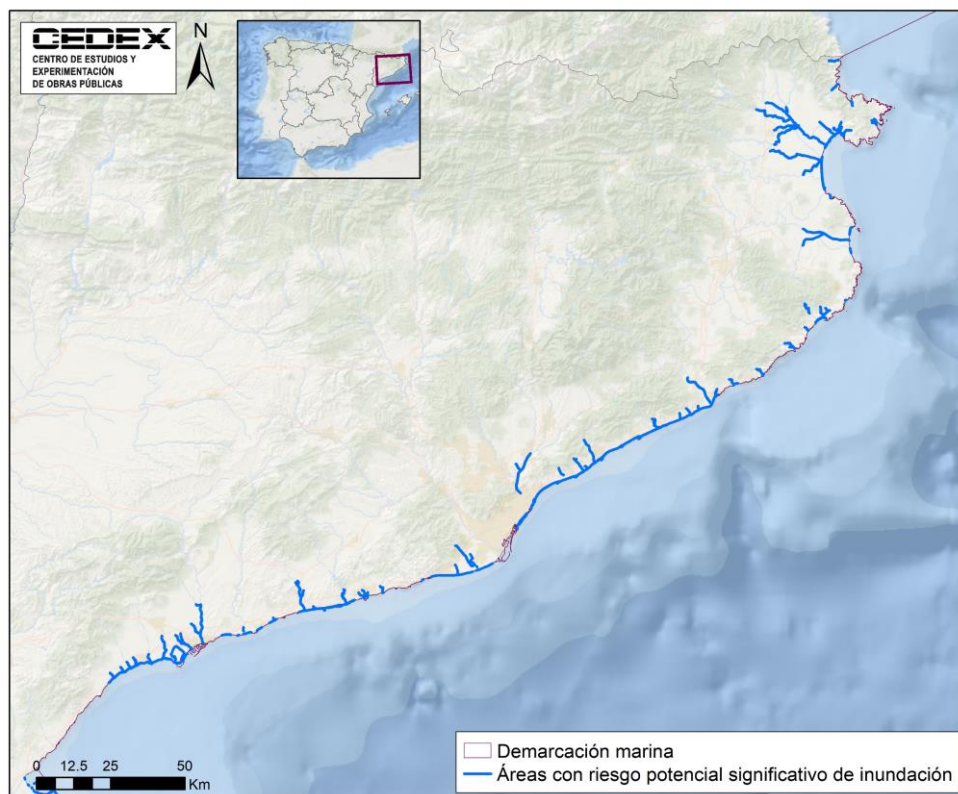 CEDEX
CENTRO DE ESTUDIOS Y
EXPERIMENTACIÓN
DE OBRAS PÚBLICAS
N
Demarcación marina
Áreas con riesgo potencial significativo de inundación
0 12.5 25 50
Km